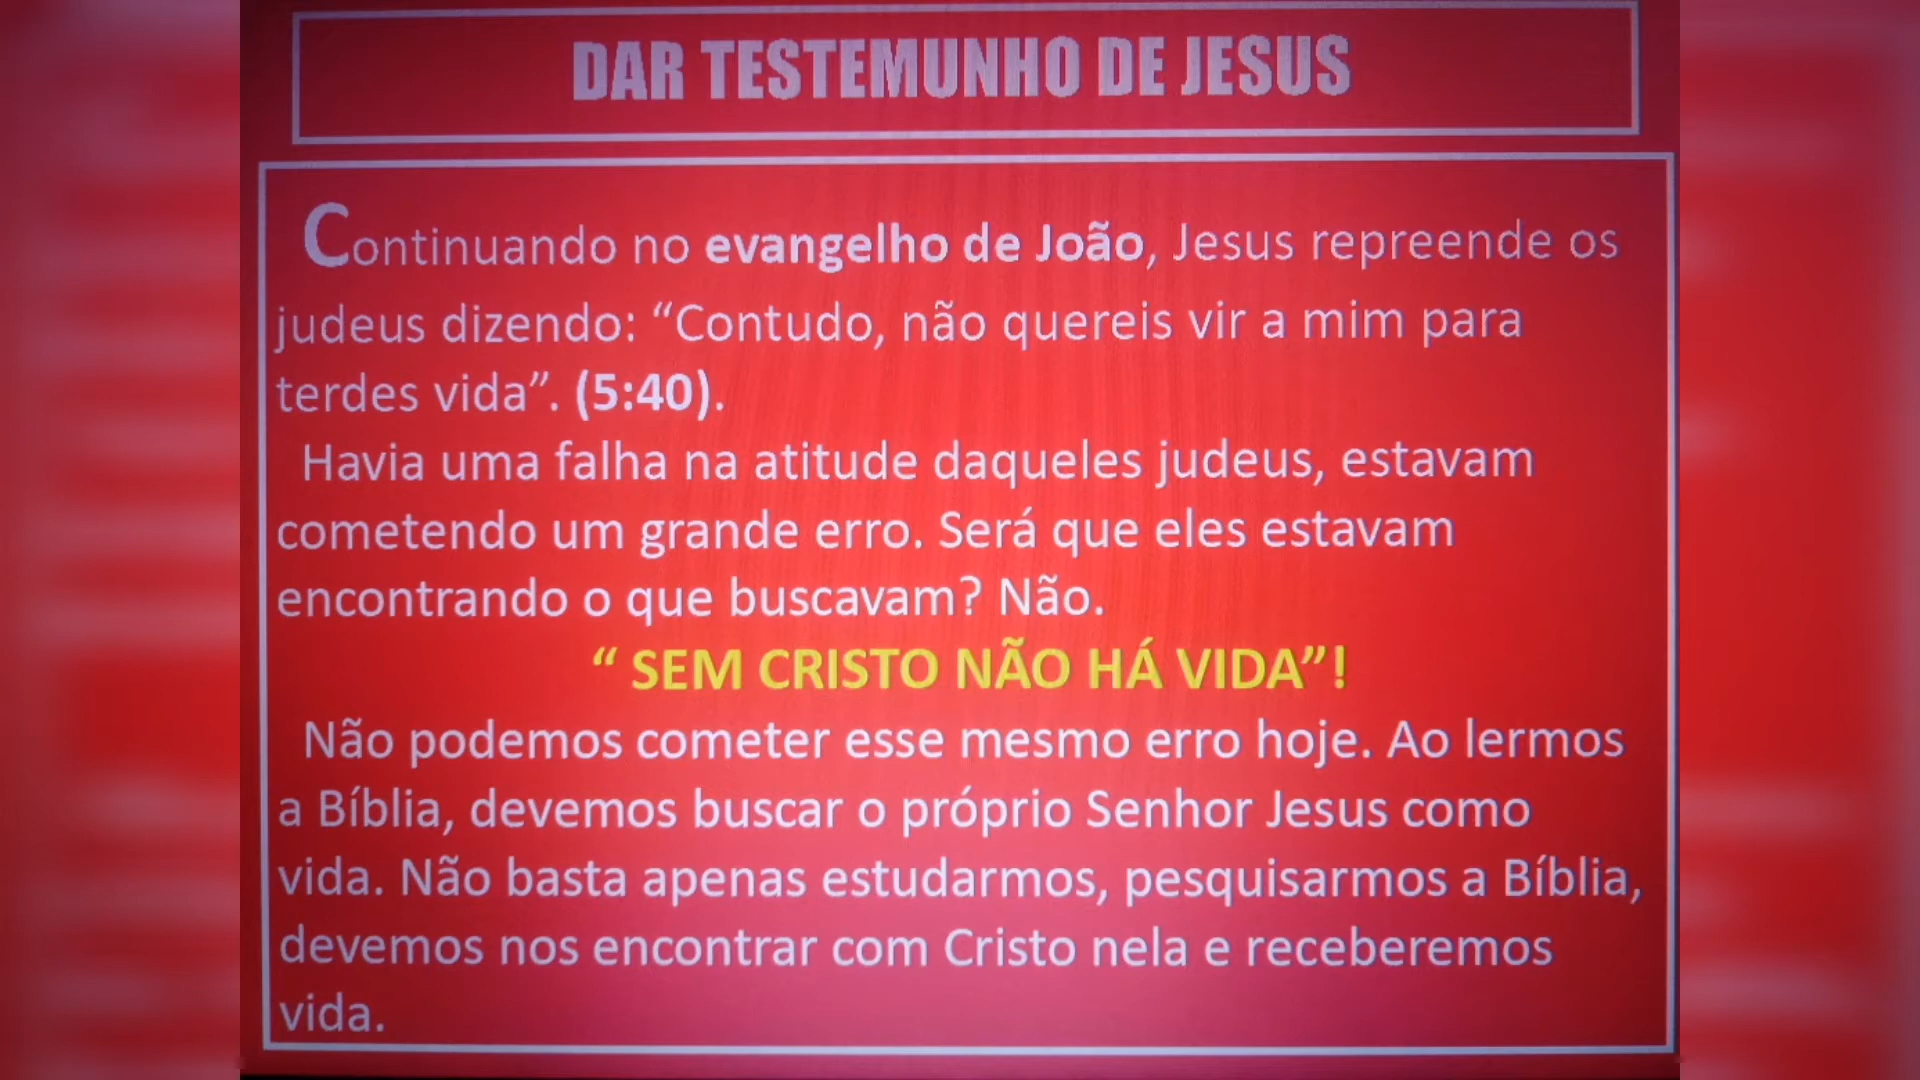 DAR TESTEMUNHO DE JESUS
Continuando no evangelho de João, Jesus repreende os
judeus dizendo: “Contudo, não quereis vir a mim para
terdes vida”. (5:40).
Havia uma falha na atitude daqueles judeus, estavam
cometendo um grande erro. Será que eles estavam
encontrando o que buscavam? Não.
“ SEM CRISTO NÃO HÁ VIDA”!
Não podemos cometer esse mesmo erro hoje. Ao lermos
a Bíblia, devemos buscar o próprio Senhor Jesus como
vida. Não basta apenas estudarmos, pesquisarmos a Bíblia,
devemos nos encontrar com Cristo nela e receberemos
vida.